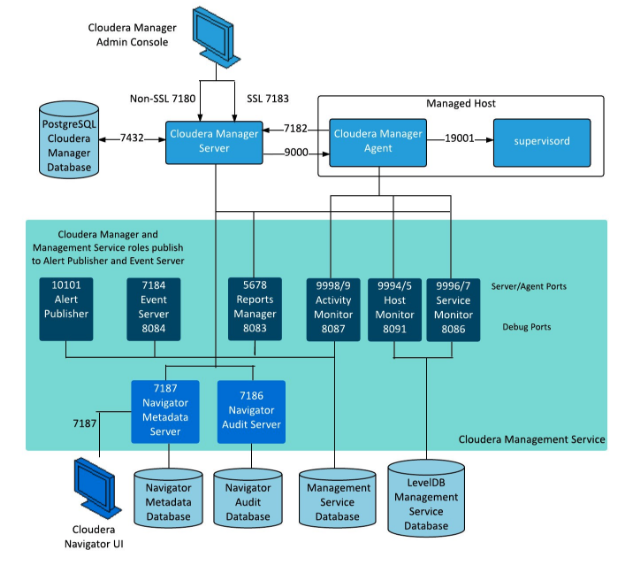 Cloudera Manager
Admin Console
Non-SSL 7180
SSL 7183
Managed Host
PostgreSQL
Cloudera
Manager
Database
7432
Cloudera Manager
Server
7182
9000
Cloudera Manager
Agent
19001
supervisord
Cloudera Manager and
Management Service roles publish
to Alert Publisher and Event Server
10101
Alert
Publisher
7184
Event
Server
8084
5678
Reports
Manager
8083
9998/9
Activity
Monitor
8087
9994/5
Host
Monitor
8091
9996/7
Service
Monitor
8086
Server/Agent Ports
Debug Ports
7187
Navigator
Metadata
Server
7186
Navigator
Audit Server
7187
Cloudera Management Service
Cloudera
Navigator UI
Navigator
Metadata
Database
Navigator
Audit
Database
Management
Service
Database
LevelDB
Management
Service
Database